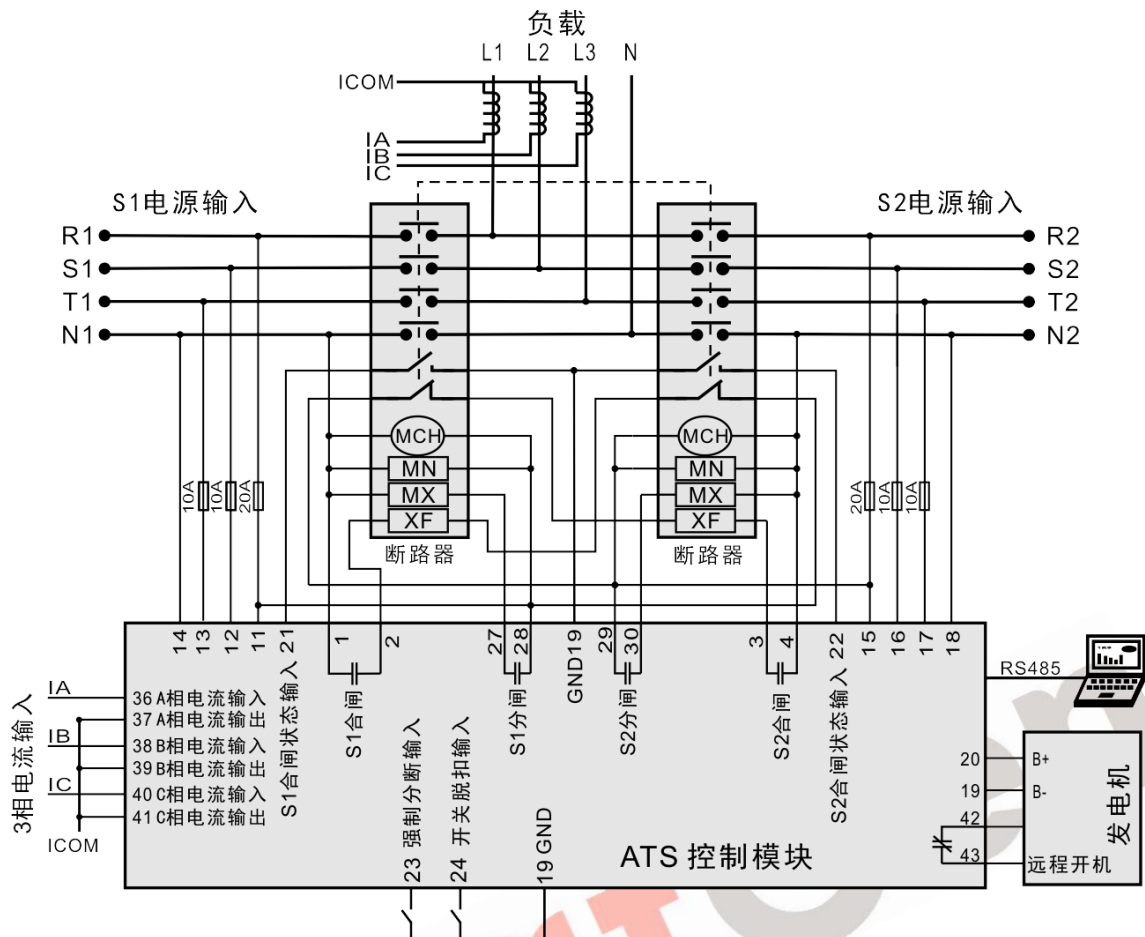 负载
L1 L2 L3 N
ICOM
IA
IB
IC
S1电源输入
S2电源输入
R1
R2
S1
S2
T1
T2
N1
N2
MCH
MCH
MN
MN
MX
MX
XF
XF
断路器
断路器
10A
10A
20A
20A
10A
10A
14
13
12
11
21
1
2
27
28
GND19
29
30
3
4
22
15
16
17
18
S1合闸状态输入
S1合闸
S1分闸
S2分闸
S2合闸
S2合闸状态输入
RS485
3相电流输入
IA
36 A相电流输入
37 A相电流输出
IB
38 B相电流输入
39 B相电流输出
IC
40 C相电流输入
41 C相电流输出
ICOM
23 强制分断输入
24 开关脱扣输入
19 GND
ATS 控制模块
20
B+
19
B-
42
43
远程开机
发电机